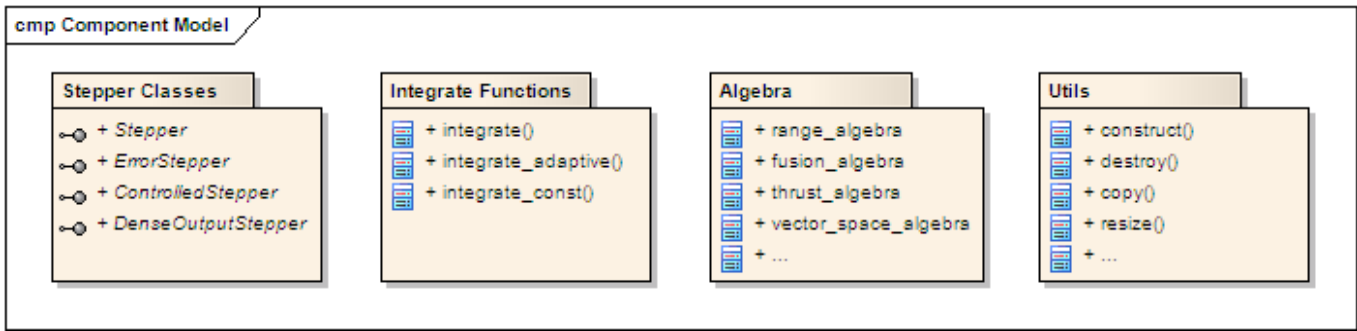 cmp Component Model
Stepper Classes
+ Stepper
+ ErrorStepper
+ ControlledStepper
+ DenseOutputStepper
Integrate Functions
+ integrate()
+ integrate_adaptive()
+ integrate_const()
Algebra
+ range_algebra
+ fusion_algebra
+ thrust_algebra
+ vector_space_algebra
+ ...
Utils
+ construct()
+ destroy()
+ copy()
+ resize()
+ ...